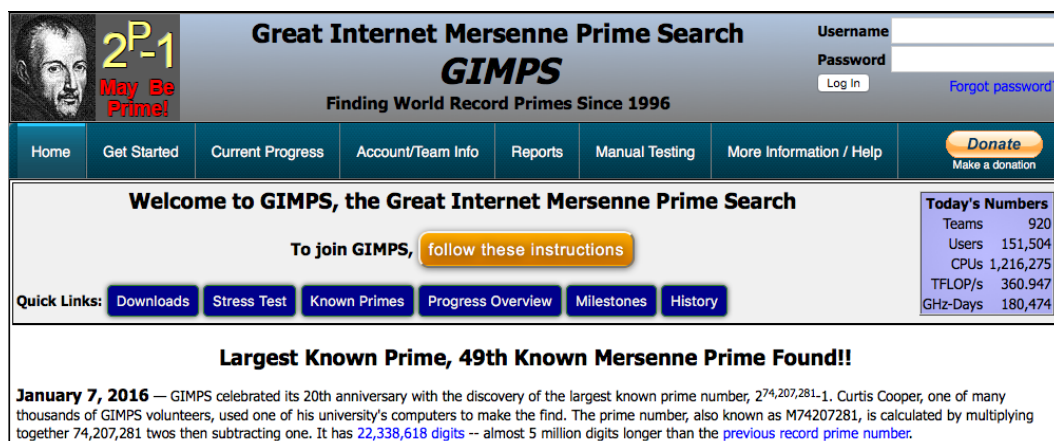 2P-1
May Be
Prime!
Great Internet Mersenne Prime Search
GIMPS
Finding World Record Primes Since 1996
Username
Password
Log In
Forgot password?
Home
Get Started
Current Progress
Account/Team Info
Reports
Manual Testing
More Information / Help
Donate
Make a donation
Welcome to GIMPS, the Great Internet Mersenne Prime Search
To join GIMPS, follow these instructions
Quick Links: Downloads Stress Test Known Primes Progress Overview Milestones History
Today's Numbers
Teams 920
Users 151,504
CPUs 1,216,275
TFLOP/s 360.947
GHz-Days 180,474
Largest Known Prime, 49th Known Mersenne Prime Found!!
January 7, 2016 — GIMPS celebrated its 20th anniversary with the discovery of the largest known prime number, 2^74,207,281-1. Curtis Cooper, one of many
thousands of GIMPS volunteers, used one of his university's computers to make the find. The prime number, also known as M74207281, is calculated by multiplying
together 74,207,281 twos then subtracting one. It has 22,338,618 digits -- almost 5 million digits longer than the previous record prime number.